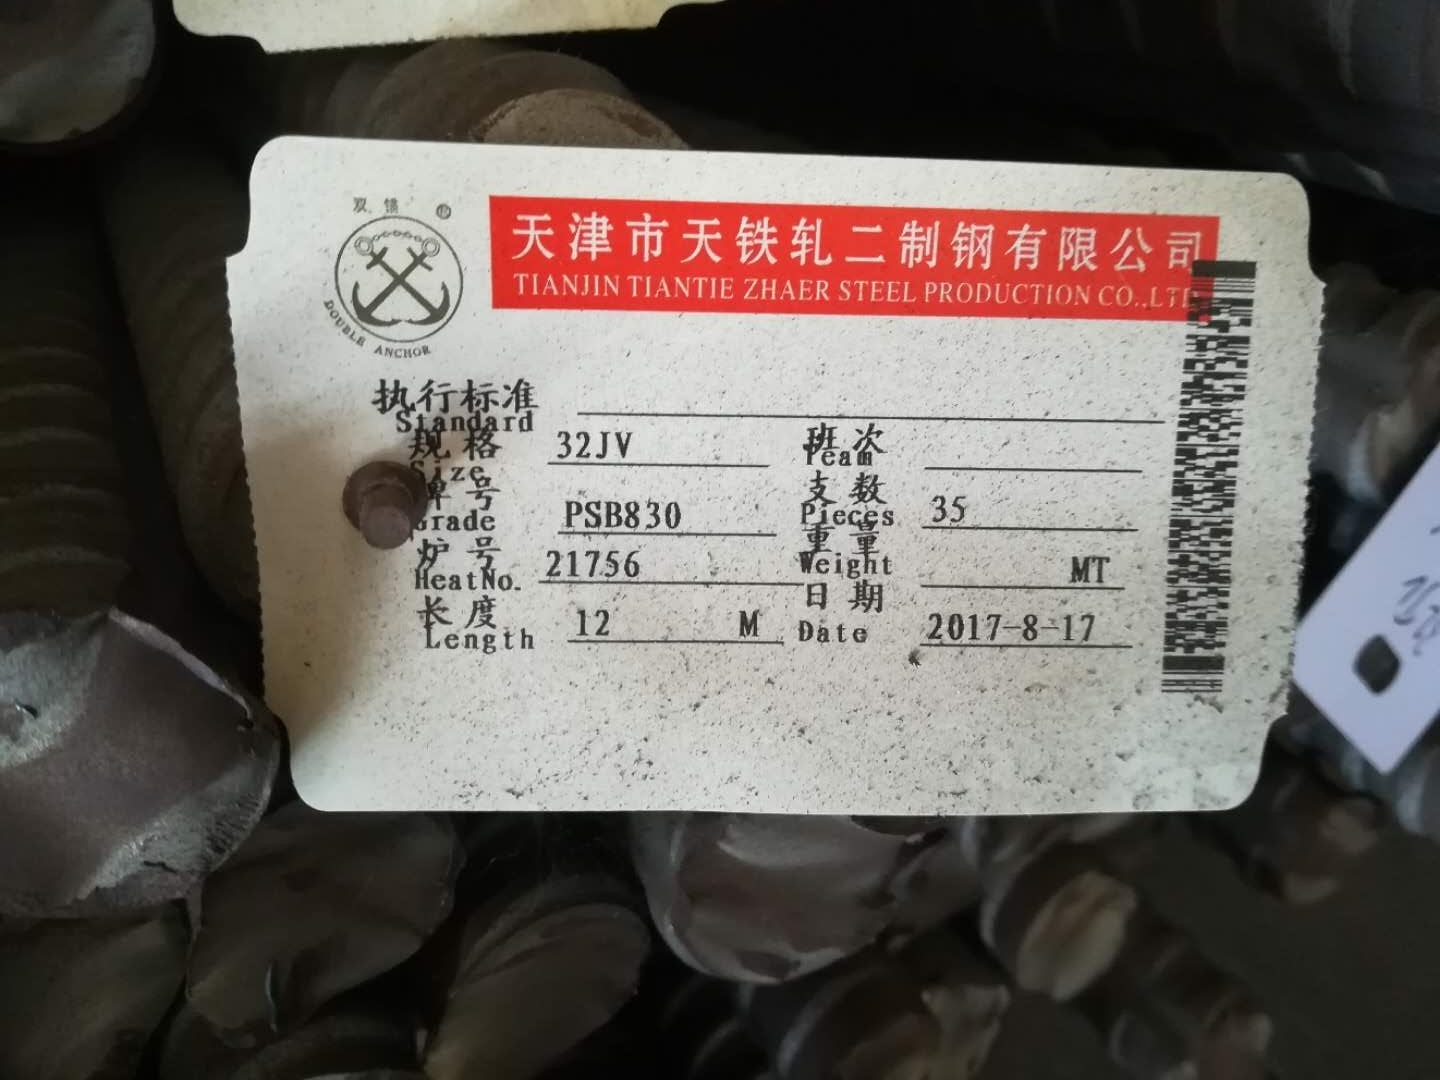 双锚 ®
DOUBLE ANCHOR
天津市天铁轧二制钢有限公司
TIANJIN TIANTIE ZHAER STEEL PRODUCTION CO.,LTD
执行标准
Standard
规格 32JV 班次
Size Team
牌号 PSB830 支数 35
Grade Pieces
炉号 21756 重量 MT
HeatNo. Weight
长度 12 M 日期 2017-8-17
Length Date